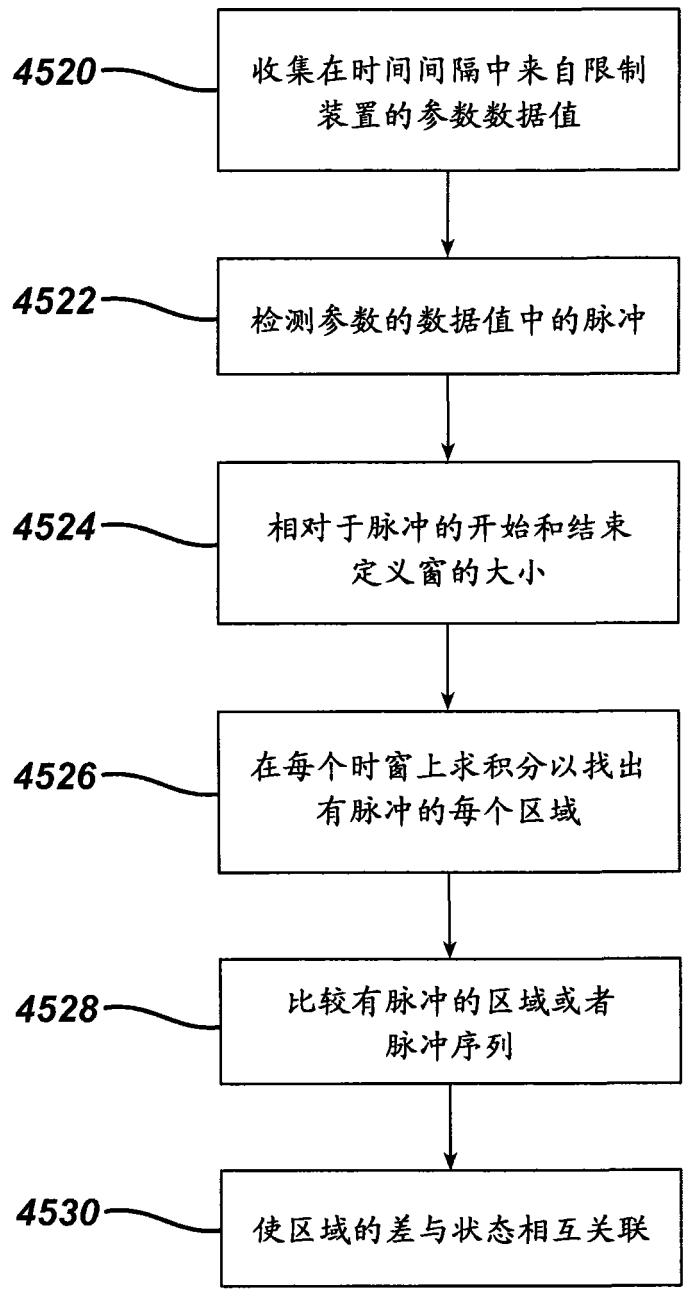 4520
收集在时间间隔中来自限制
装置的参数数据值
4522
检测参数的数据值中的脉冲
4524
相对于脉冲的开始和结束
定义窗的大小
4526
在每个时窗上求积分以找出
有脉冲的每个区域
4528
比较有脉冲的区域或者
脉冲序列
4530
使区域的差与状态相互关联